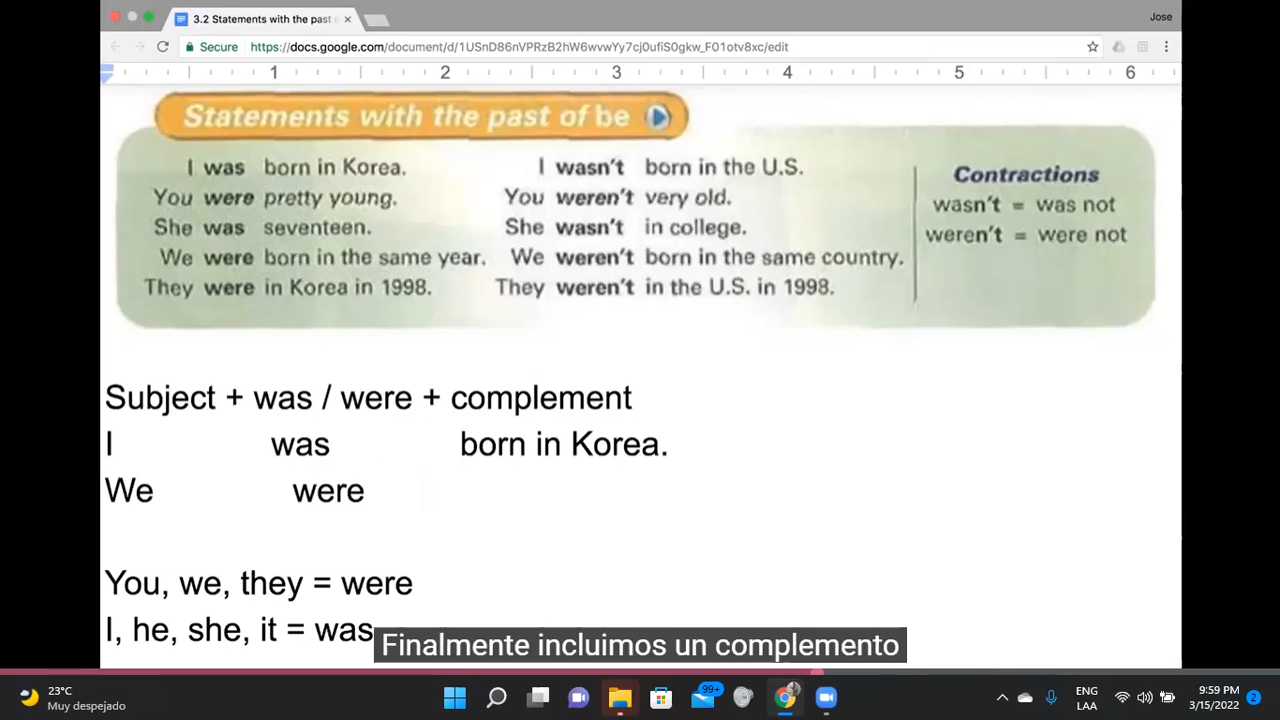 3.2 Statements with the past
Jose
Secure https://docs.google.com/document/d/1USnD86nVPRzB2hW6wvwYy7cj0ufiS0gkw_F01otv8xc/edit
1 2 3 4 5 6
Statements with the past of be
I was born in Korea. I wasn't born in the U.S.
You were pretty young. You weren't very old.
She was seventeen. She wasn't in college.
We were born in the same year. We weren't born in the same country.
They were in Korea in 1998. They weren't in the U.S. in 1998.
Contractions
wasn't = was not
weren't = were not
Subject + was / were + complement
I was born in Korea.
We were
You, we, they = were
I, he, she, it = was
Finalmente incluimos un complemento
23°C
Muy despejado
99+
ENG
LAA
9:59 PM
3/15/2022
2